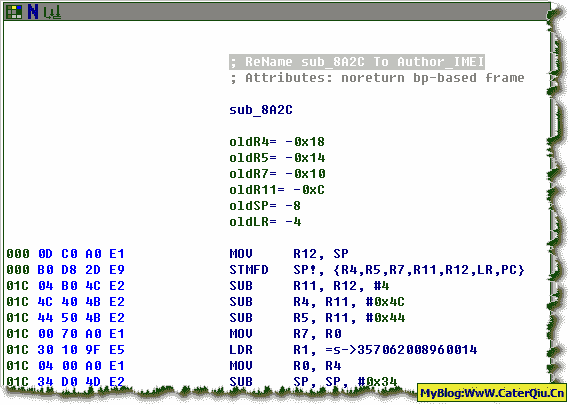 ; ReName sub_8A2C To Author_IMEI
; Attributes: noreturn bp-based frame
sub_8A2C
oldR4= -0x18
oldR5= -0x14
oldR7= -0x10
oldR11= -0xC
oldSP= -8
oldLR= -4
000 0D C0 A0 E1 MOV R12, SP
000 B0 D8 2D E9 STMFD SP!, {R4,R5,R7,R11,R12,LR,PC}
01C 04 B0 4C E2 SUB R11, R12, #4
01C 4C 40 4B E2 SUB R4, R11, #0x4C
01C 44 50 4B E2 SUB R5, R11, #0x44
01C 00 70 A0 E1 MOV R7, R0
01C 30 10 9F E5 LDR R1, =s->357062008960014
01C 04 00 A0 E1 MOV R0, R4
01C 34 D0 4D E2 SUB SP, SP, #0x34
MyBlog:WwW.CaterQiu.Cn